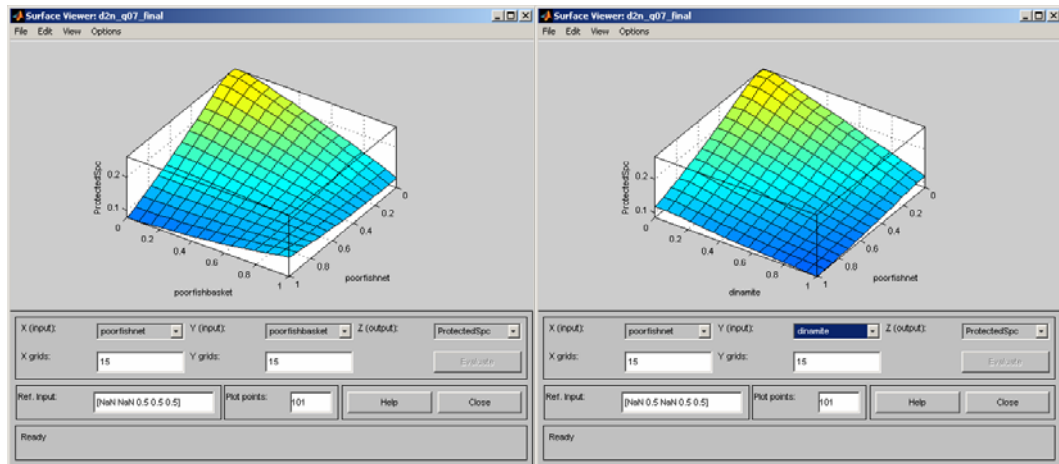 Surface Viewer: d2n_q07_final
File Edit View Options
ProtectedSpc
0.2
0.1
0
0.2
0.4
0.6
0.8
1
poorfishbasket
0
0.2
0.4
0.6
0.8
1
poorfishnet
X (input): poorfishnet Y (input): poorfishbasket Z (output): ProtectedSpc
X grids: 15 Y grids: 15 Evaluate
Ref. Input: [NaN NaN 0.5 0.5 0.5] Plot points: 101 Help Close
Ready
Surface Viewer: d2n_q07_final
File Edit View Options
ProtectedSpc
0.2
0.1
0
0.2
0.4
0.6
0.8
1
dinamite
0
0.2
0.4
0.6
0.8
1
poorfishnet
X (input): poorfishnet Y (input): dinamite Z (output): ProtectedSpc
X grids: 15 Y grids: 15 Evaluate
Ref. Input: [NaN 0.5 NaN 0.5 0.5] Plot points: 101 Help Close
Ready